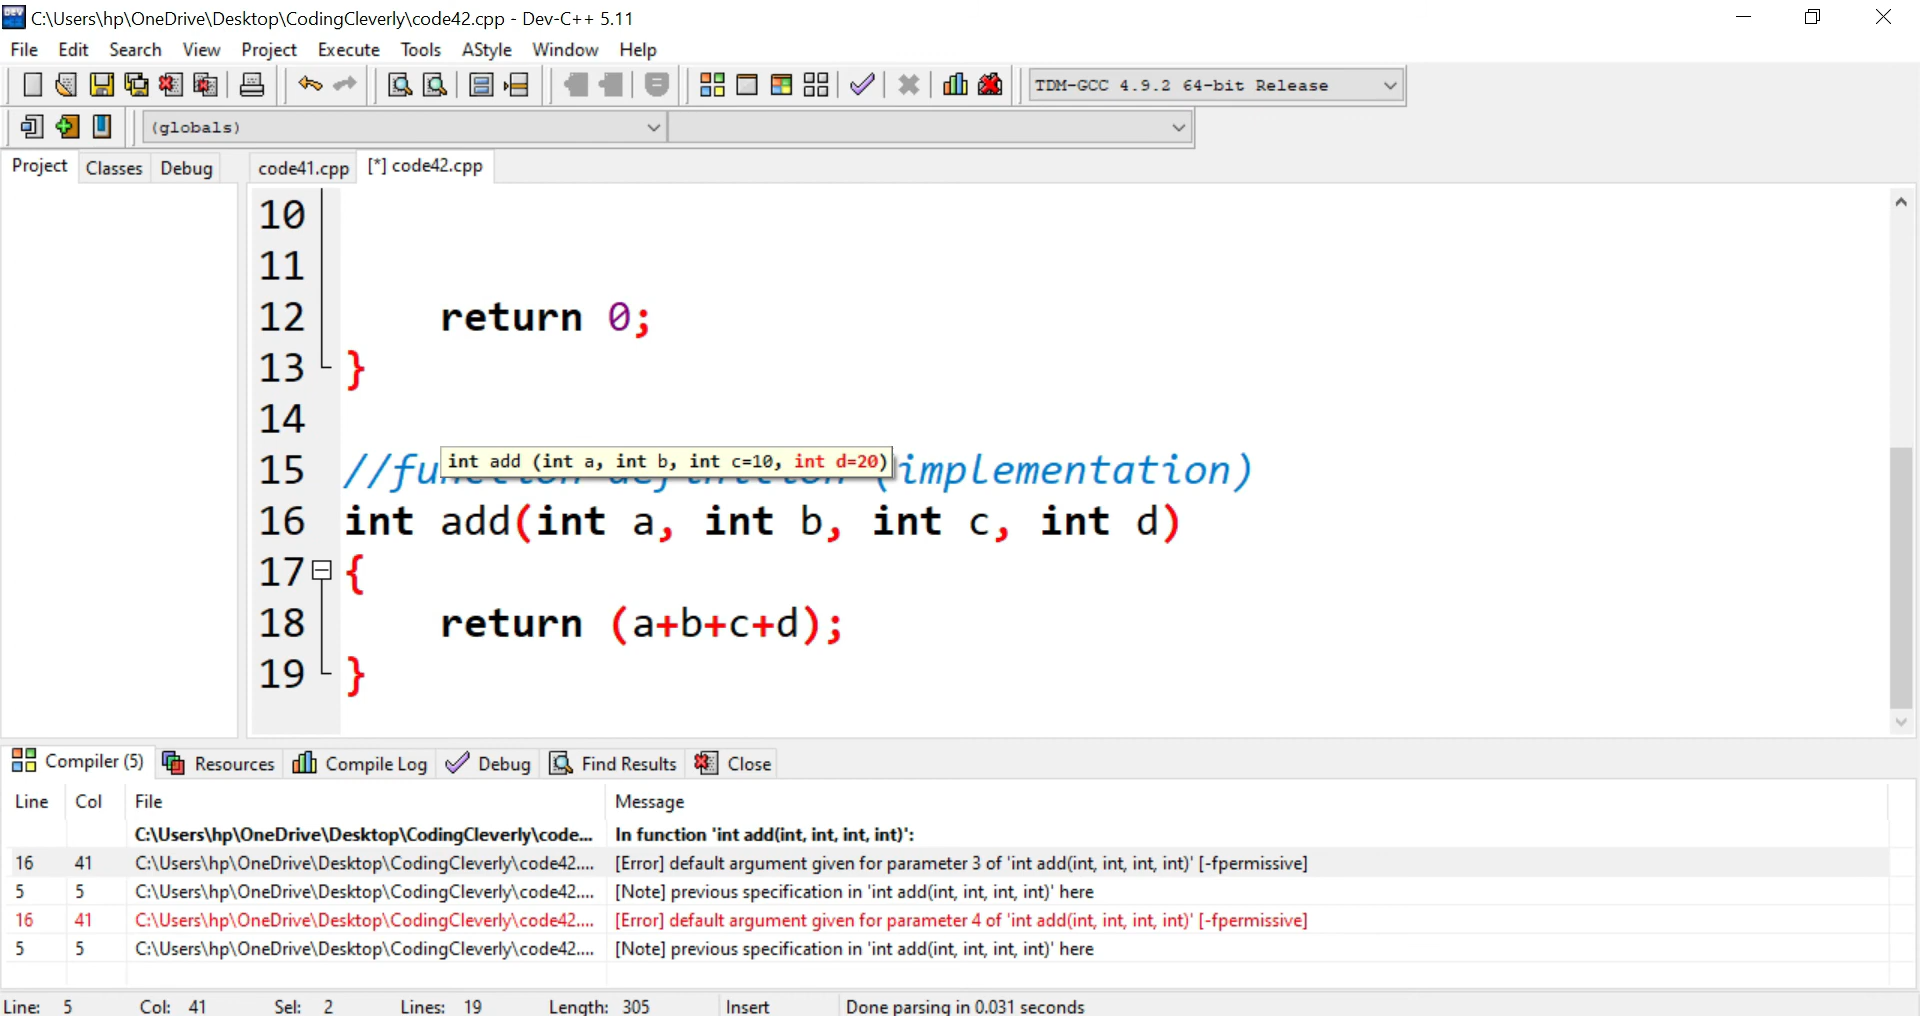 C:\Users\hp\OneDrive\Desktop\CodingCleverly\code42.cpp - Dev-C++ 5.11
File Edit Search View Project Execute Tools AStyle Window Help
TDM-GCC 4.9.2 64-bit Release
(globals)
Project Classes Debug code41.cpp [*] code42.cpp
10
11
12 return 0;
13 }
14
int add (int a, int b, int c=10, int d=20)
15 //function definition (implementation)
16 int add(int a, int b, int c, int d)
17 {
18 return (a+b+c+d);
19 }
Compiler (5) Resources Compile Log Debug Find Results Close
Line Col File Message
C:\Users\hp\OneDrive\Desktop\CodingCleverly\code... In function 'int add(int, int, int, int)':
16 41 C:\Users\hp\OneDrive\Desktop\CodingCleverly\code42.... [Error] default argument given for parameter 3 of 'int add(int, int, int, int)' [-fpermissive]
5 5 C:\Users\hp\OneDrive\Desktop\CodingCleverly\code42.... [Note] previous specification in 'int add(int, int, int, int)' here
16 41 C:\Users\hp\OneDrive\Desktop\CodingCleverly\code42.... [Error] default argument given for parameter 4 of 'int add(int, int, int, int)' [-fpermissive]
5 5 C:\Users\hp\OneDrive\Desktop\CodingCleverly\code42.... [Note] previous specification in 'int add(int, int, int, int)' here
Line: 5 Col: 41 Sel: 2 Lines: 19 Length: 305 Insert Done parsing in 0.031 seconds